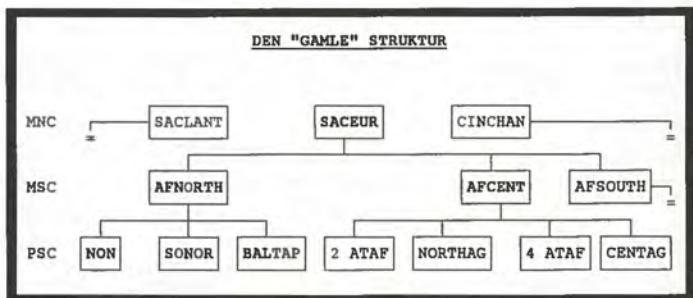 DEN "GAMLE" STRUKTUR
MNC SACLANT SACEUR CINCHAN
MSC AFNORTH AFCENT AFSOUTH
PSC NON SONOR BALTAP 2 ATAF NORTHAG 4 ATAF CENTAG